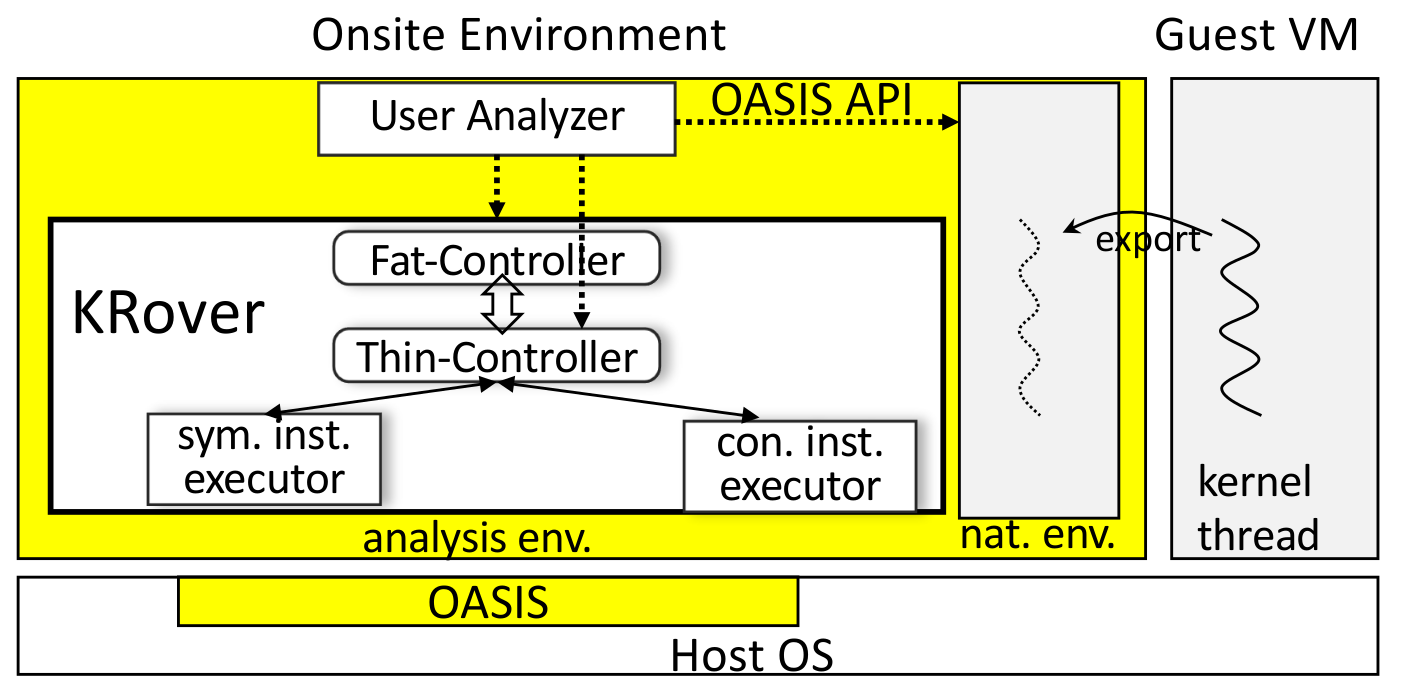 Onsite Environment
Guest VM
User Analyzer
OASIS API
export
Fat-Controller
KRover
Thin-Controller
sym. inst.
executor
con. inst.
executor
kernel
thread
analysis env.
nat. env.
OASIS
Host OS